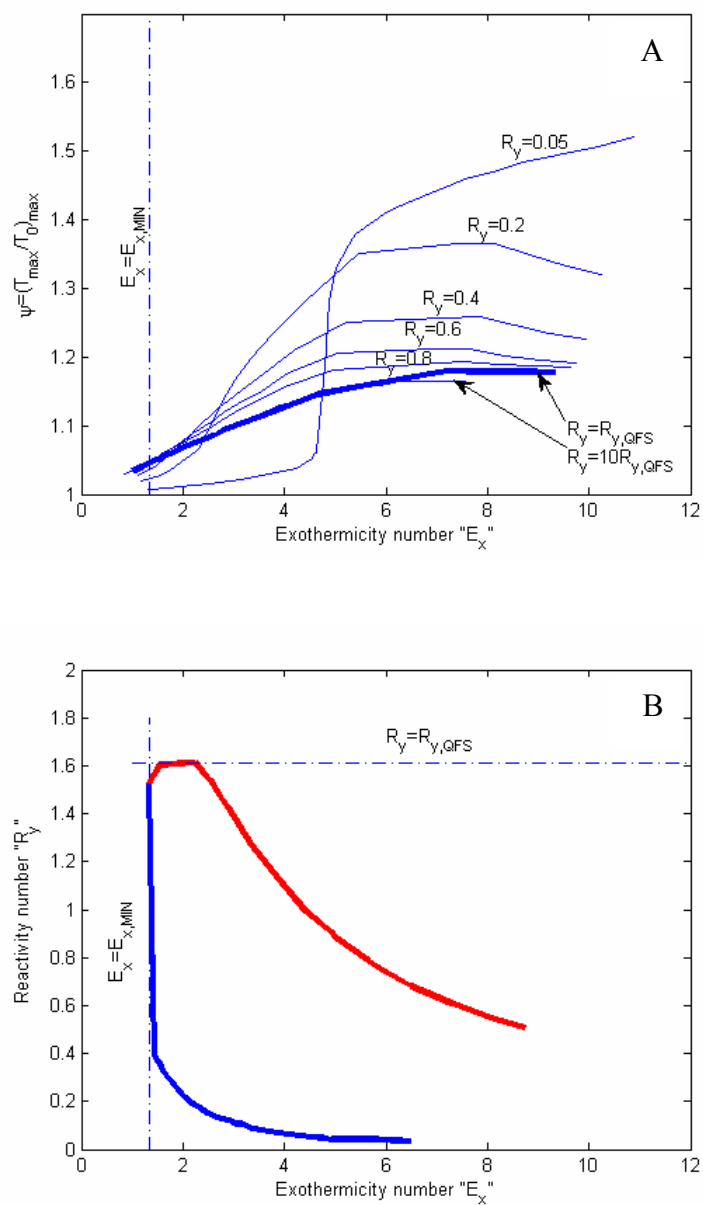 A
1.6
1.5
1.4
1.3
1.2
1.1
1
ψ=(Tmax/T0)max
Ex=Ex,MIN
Ry=0.05
Ry=0.2
Ry=0.4
Ry=0.6
Ry=0.8
Ry=Ry,QFS
Ry=10Ry,QFS
0 2 4 6 8 10 12
Exothermicity number "Ex"
B
2
1.8
1.6
1.4
1.2
1
0.8
0.6
0.4
0.2
0
Reactivity number "Ry"
Ry=Ry,QFS
Ex=Ex,MIN
0 2 4 6 8 10 12
Exothermicity number "Ex"